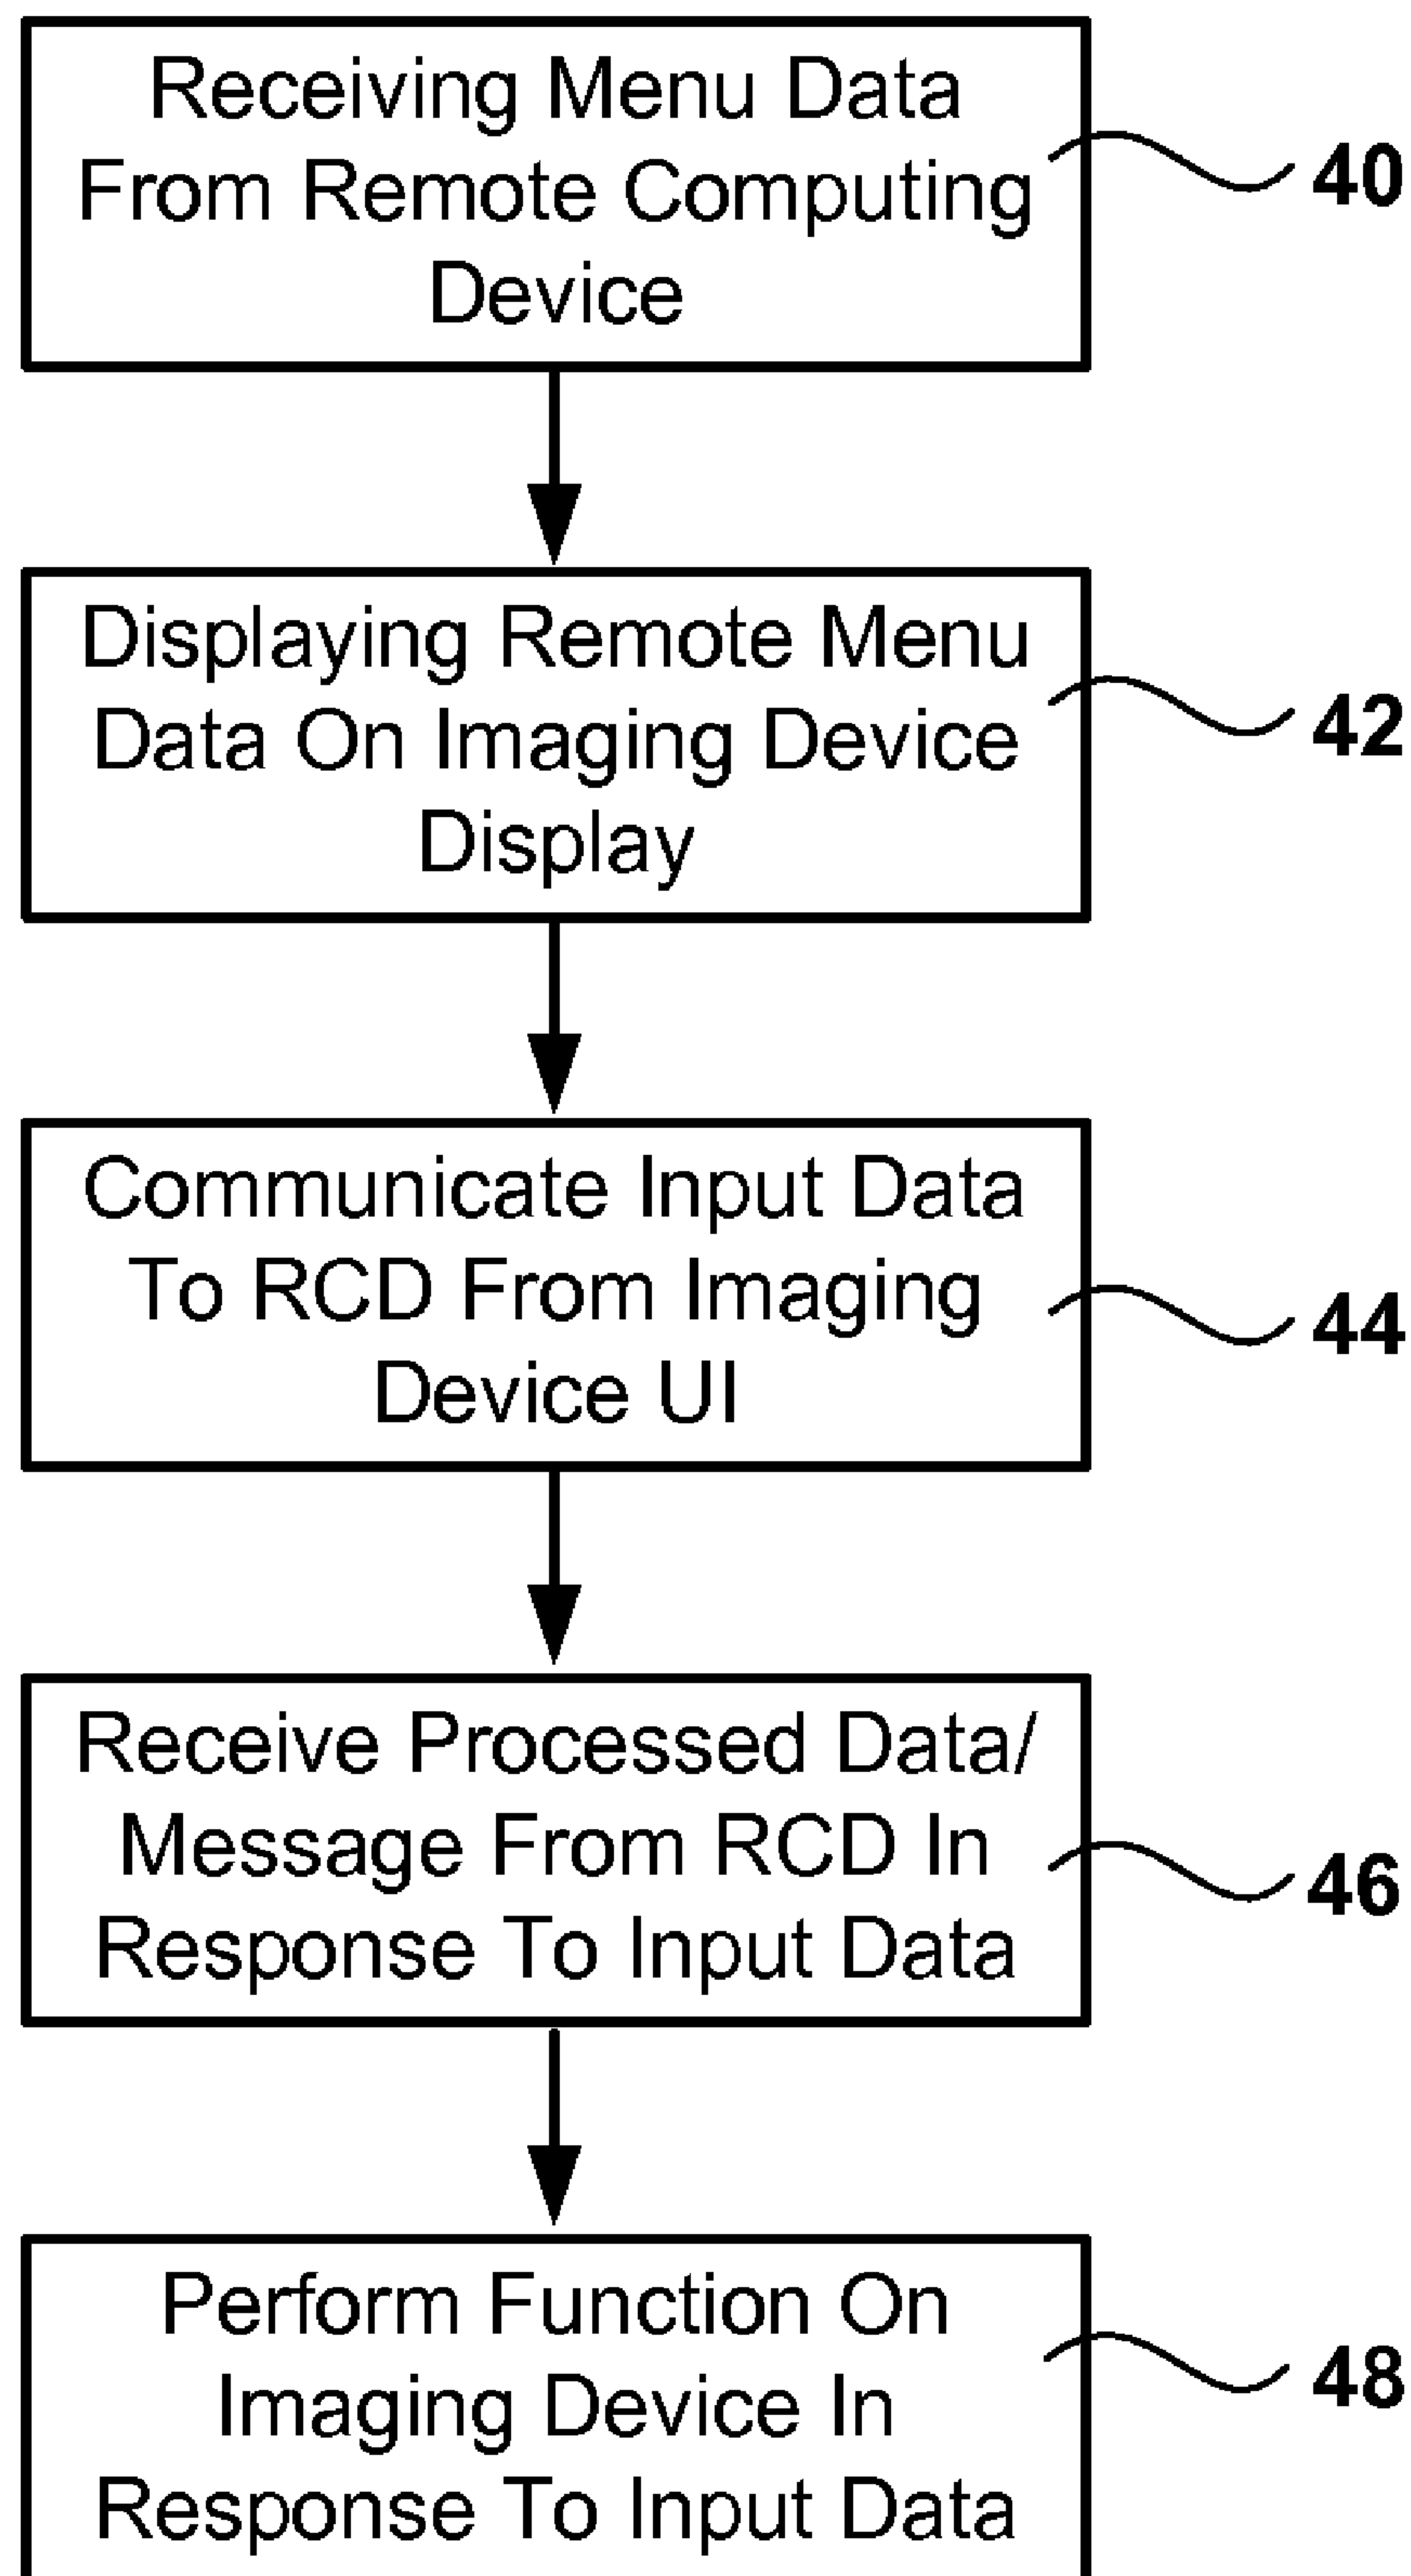 Receiving Menu Data
From Remote Computing
Device
40
Displaying Remote Menu
Data On Imaging Device
Display
42
Communicate Input Data
To RCD From Imaging
Device UI
44
Receive Processed Data/
Message From RCD In
Response To Input Data
46
Perform Function On
Imaging Device In
Response To Input Data
48